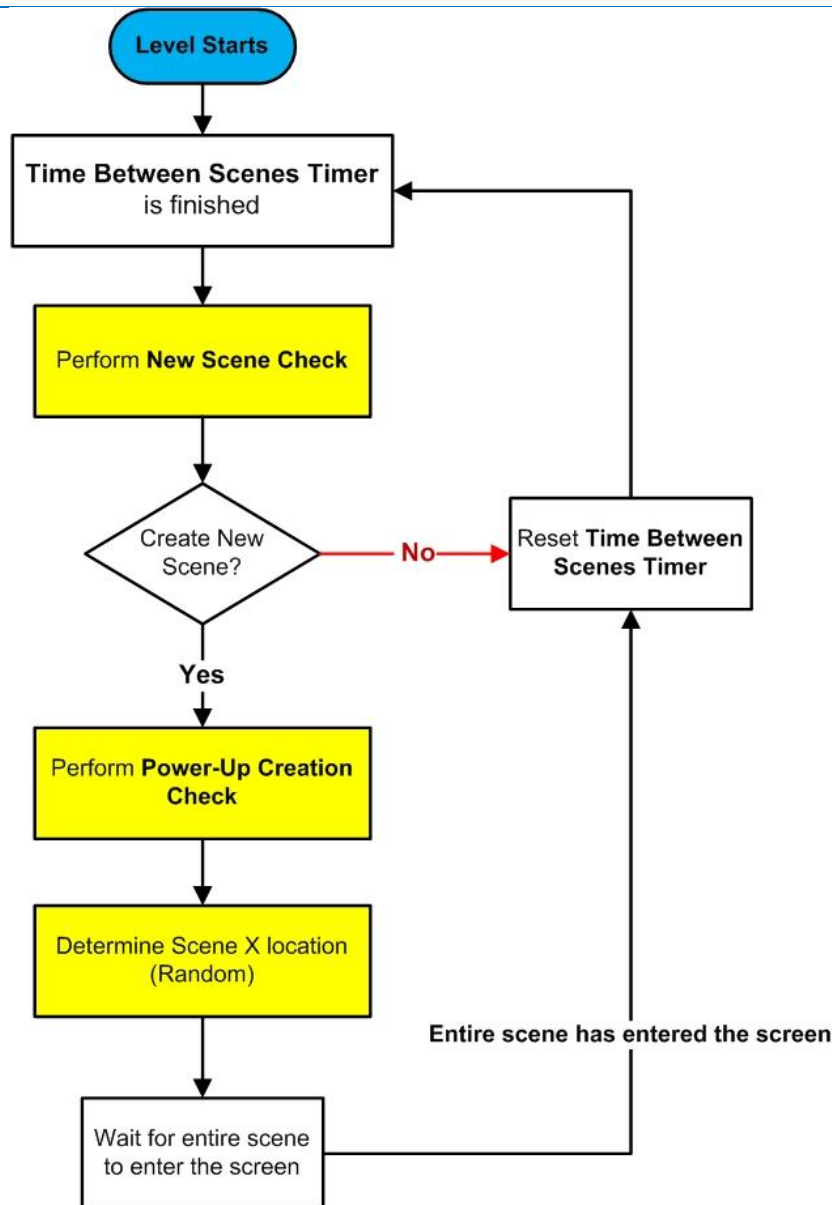 Level Starts
Time Between Scenes Timer
is finished
Perform New Scene Check
Create New
Scene?
No
Reset Time Between
Scenes Timer
Yes
Perform Power-Up Creation
Check
Determine Scene X location
(Random)
Entire scene has entered the screen
Wait for entire scene
to enter the screen